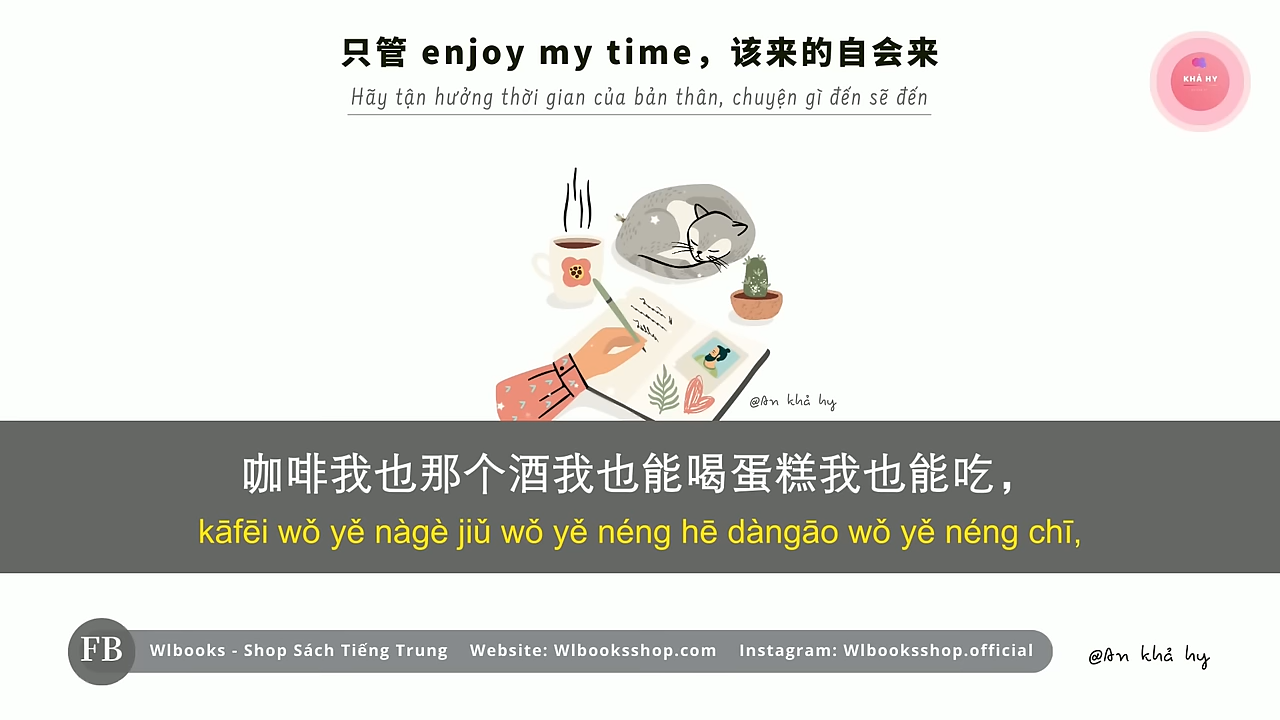 只管 enjoy my time，该来的自会来
Hãy tận hưởng thời gian của bản thân, chuyện gì đến sẽ đến
KHẢ HY
@An khả hy
咖啡我也那个酒我也能喝蛋糕我也能吃，
kāfēi wǒ yě nàgè jiǔ wǒ yě néng hē dàngāo wǒ yě néng chī,
FB
Wlbooks - Shop Sách Tiếng Trung Website: Wlbooksshop.com Instagram: Wlbooksshop.official
@An khả hy